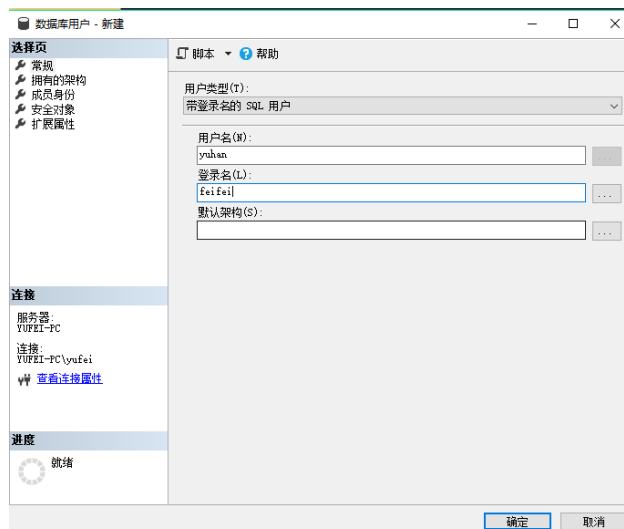 数据库用户 - 新建
选择页
常规
拥有的架构
成员身份
安全对象
扩展属性
脚本 帮助
用户类型(T):
带登录名的 SQL 用户
用户名(N):
yuhan
...
登录名(L):
feifei
...
默认架构(S):
...
连接
服务器:
YUFEI-PC
连接:
YUFEI-PC\yufei
查看连接属性
进度
就绪
确定 取消